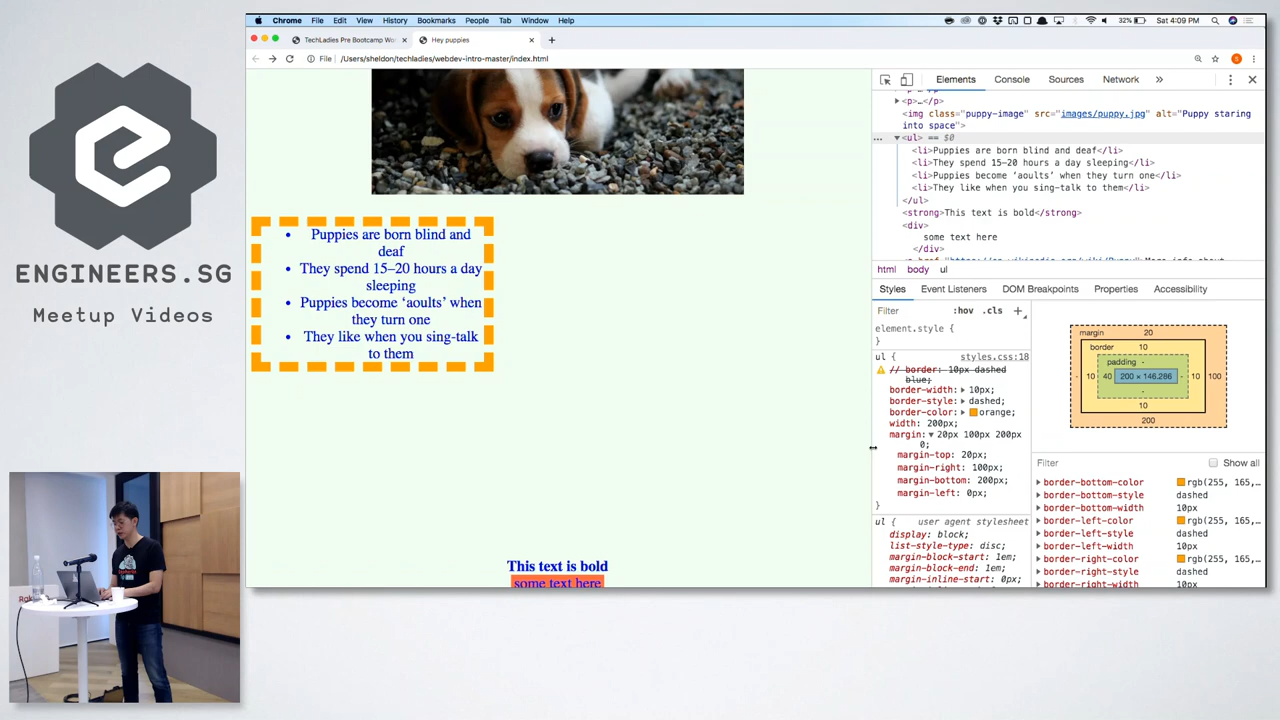 Chrome File Edit View History Bookmarks People Tab Window Help
32% Sat 4:09 PM
TechLadies Pre Bootcamp Wor
Hey puppies
File /Users/sheldon/techladies/webdev-intro-master/index.html
Elements Console Sources Network
<p>…</p>
<img class="puppy-image" src="images/puppy.jpg" alt="Puppy staring
into space">
<ul> == $0
<li>Puppies are born blind and deaf</li>
<li>They spend 15–20 hours a day sleeping</li>
<li>Puppies become ‘aoults’ when they turn one</li>
<li>They like when you sing-talk to them</li>
</ul>
<strong>This text is bold</strong>
<div>
some text here
</div>
html body ul
Styles Event Listeners DOM Breakpoints Properties Accessibility
Filter :hov .cls +
element.style {
}
ul { styles.css:18
// border: 10px dashed
blue;
border-width: 10px;
border-style: dashed;
border-color: orange;
width: 200px;
margin: 20px 100px 200px
0;
margin-top: 20px;
margin-right: 100px;
margin-bottom: 200px;
margin-left: 0px;
}
ul { user agent stylesheet
display: block;
list-style-type: disc;
margin-block-start: 1em;
margin-block-end: 1em;
margin-inline-start: 0px;
margin 20
border 10
padding -
- 10 40 200 × 146.286 - 10 100
-
10
200
Filter Show all
border-bottom-color rgb(255, 165,…
border-bottom-style dashed
border-bottom-width 10px
border-left-color rgb(255, 165,…
border-left-style dashed
border-left-width 10px
border-right-color rgb(255, 165,…
border-right-style dashed
border-right-width 10px
Puppies are born blind and
deaf
They spend 15–20 hours a day
sleeping
Puppies become ‘aoults’ when
they turn one
They like when you sing-talk
to them
This text is bold
some text here
ENGINEERS.SG
Meetup Videos